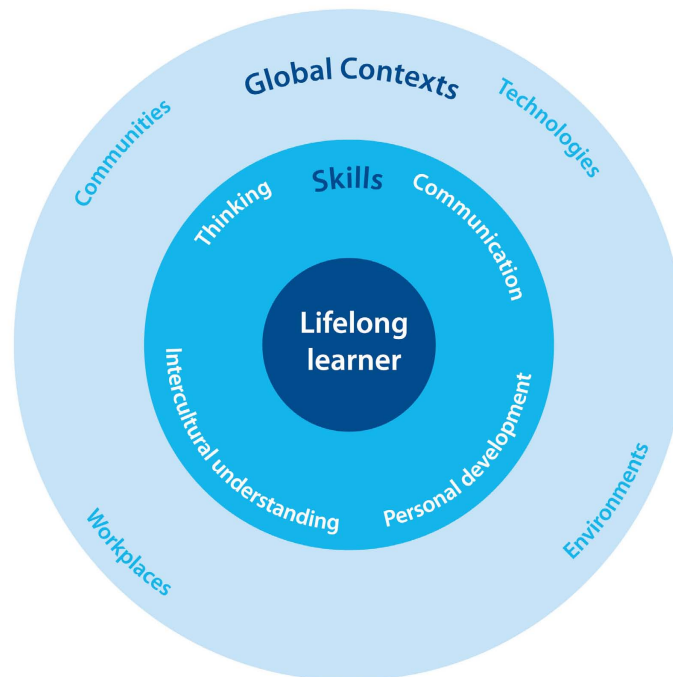 Global Contexts
Communities
Technologies
Skills
Thinking
Communication
Lifelong
learner
Intercultural understanding
Personal development
Workplaces
Environments